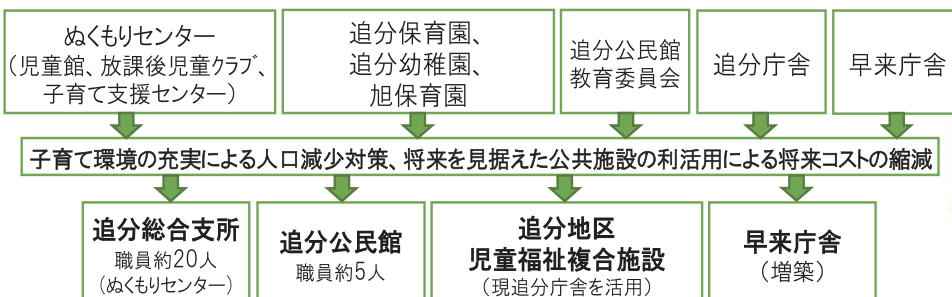 ぬくもりセンター
（児童館、放課後児童クラブ、
子育て支援センター）
追分保育園、
追分幼稚園、
旭保育園
追分公民館
教育委員会
追分庁舎
早来庁舎
子育て環境の充実による人口減少対策、将来を見据えた公共施設の利活用による将来コストの縮減
追分総合支所
職員約20人
（ぬくもりセンター）
追分公民館
職員約5人
追分地区
児童福祉複合施設
（現追分庁舎を活用）
早来庁舎
（増築）